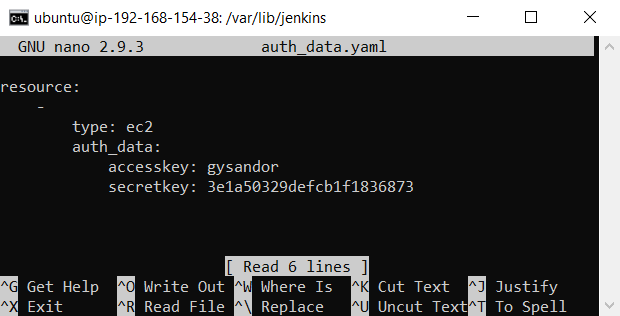 ubuntu@ip-192-168-154-38: /var/lib/jenkins
GNU nano 2.9.3 auth_data.yaml
resource:
-
type: ec2
auth_data:
accesskey: gysandor
secretkey: 3e1a50329defcb1f1836873
[ Read 6 lines ]
^G Get Help ^O Write Out ^W Where Is ^K Cut Text ^J Justify
^X Exit ^R Read File ^\ Replace ^U Uncut Text ^T To Spell